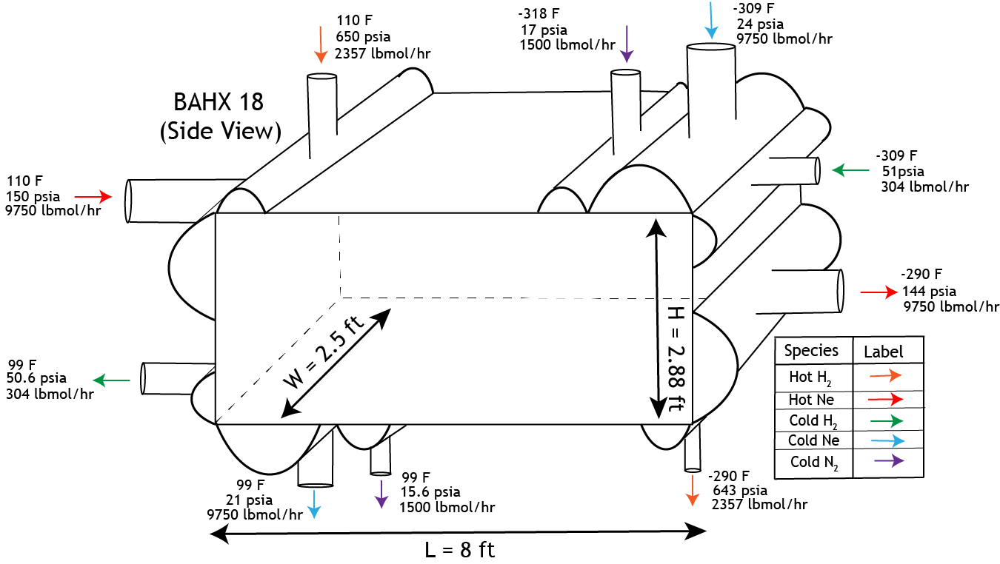 110 F
650 psia
2357 lbmol/hr
-318 F
17 psia
1500 lbmol/hr
-309 F
24 psia
9750 lbmol/hr
BAHX 18
(Side View)
110 F
150 psia
9750 lbmol/hr
-309 F
51psia
304 lbmol/hr
-290 F
144 psia
9750 lbmol/hr
H = 2.88 ft
W = 2.5 ft
99 F
50.6 psia
304 lbmol/hr
Species Label
Hot H₂
Hot Ne
Cold H₂
Cold Ne
Cold N₂
99 F
21 psia
9750 lbmol/hr
99 F
15.6 psia
1500 lbmol/hr
-290 F
643 psia
2357 lbmol/hr
L = 8 ft